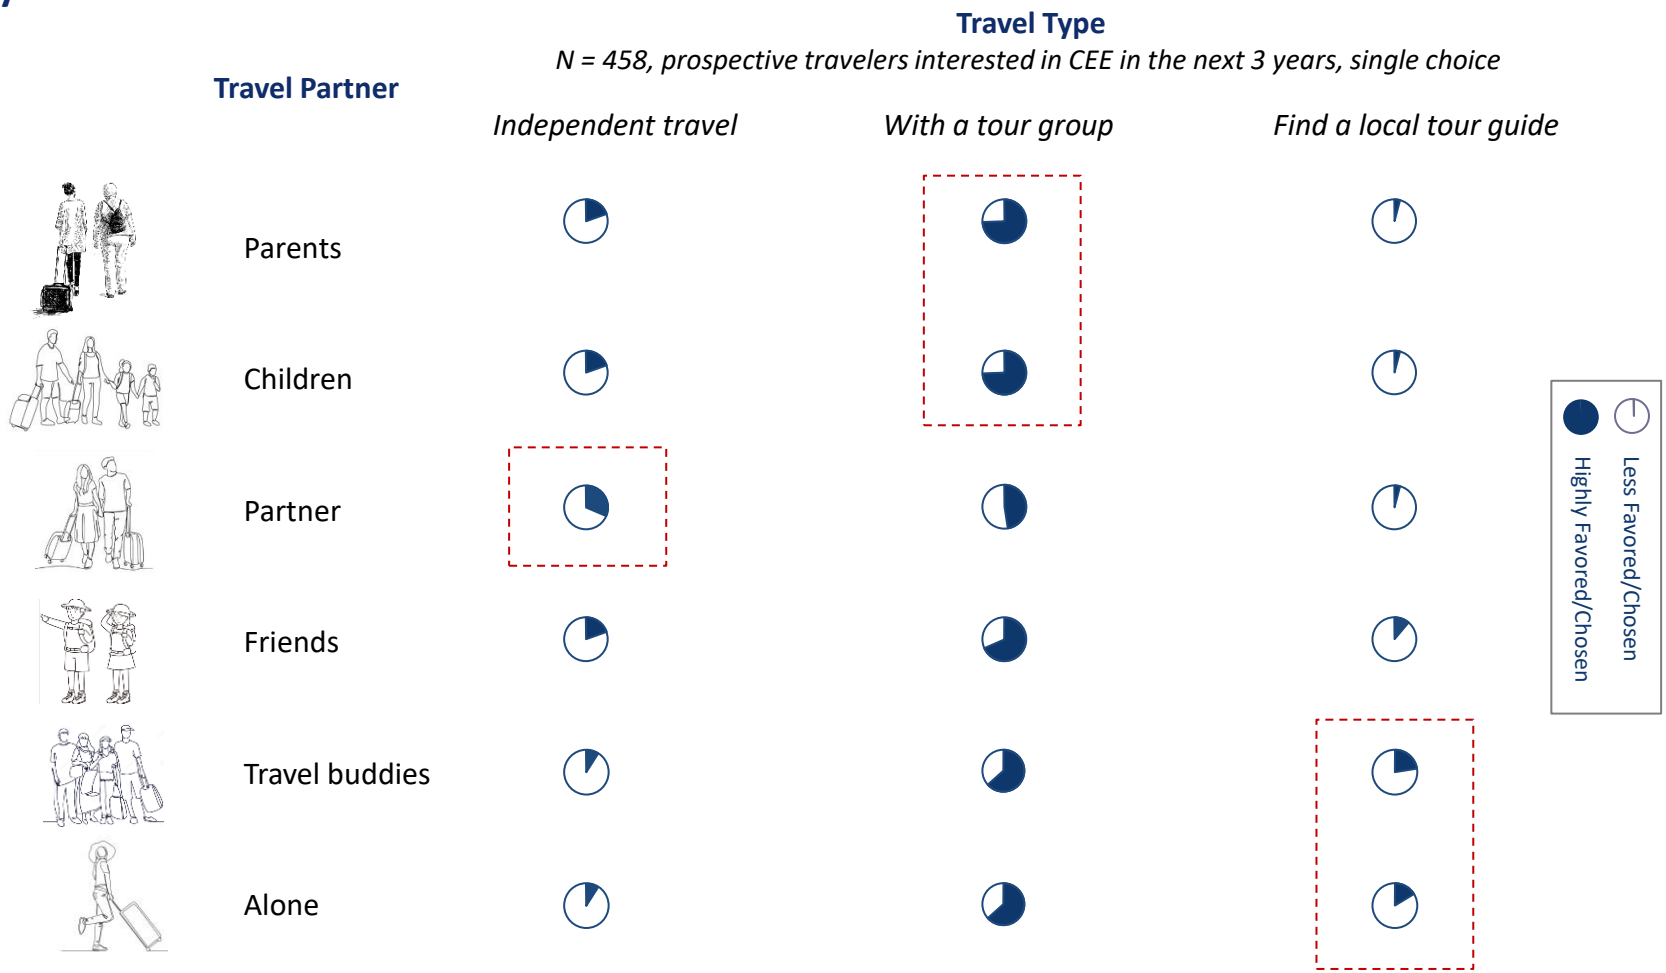 Travel Type
N = 458, prospective travelers interested in CEE in the next 3 years, single choice
Travel Partner
Independent travel
With a tour group
Find a local tour guide
Parents
Children
Partner
Friends
Travel buddies
Alone
Less Favored/Chosen
Highly Favored/Chosen